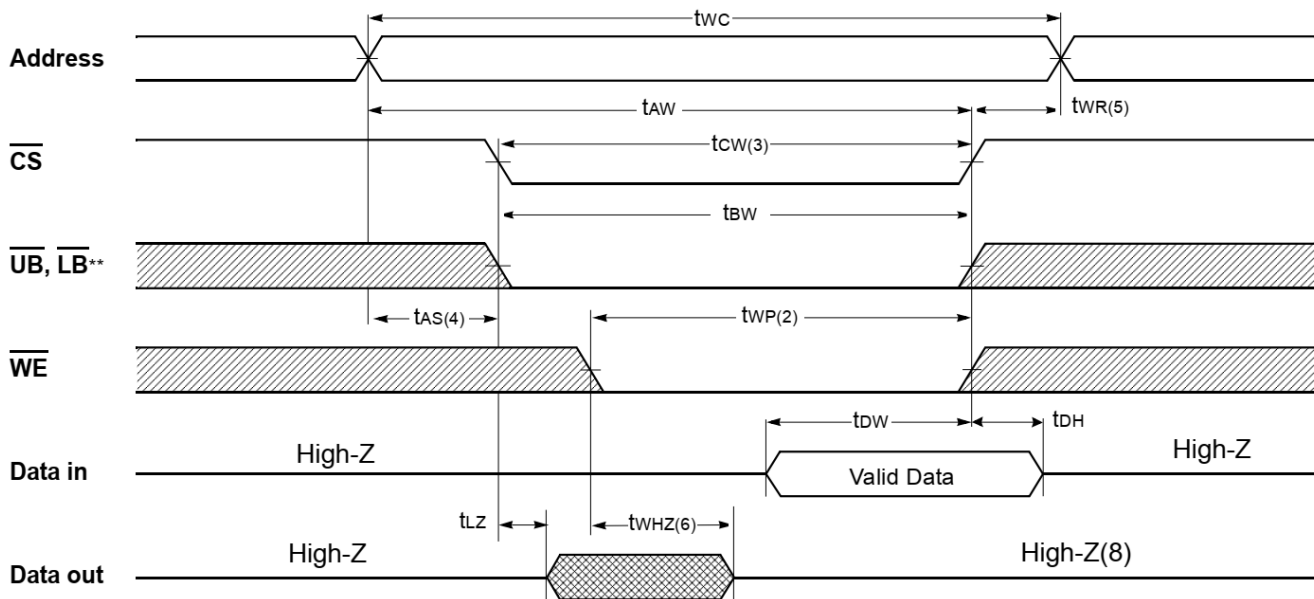 tWC
Address
tAW
tWR(5)
CS
tCW(3)
tBW
UB, LB**
tAS(4)
tWP(2)
WE
tDW
tDH
High-Z
High-Z
Data in
Valid Data
tLZ
tWHZ(6)
High-Z
High-Z(8)
Data out